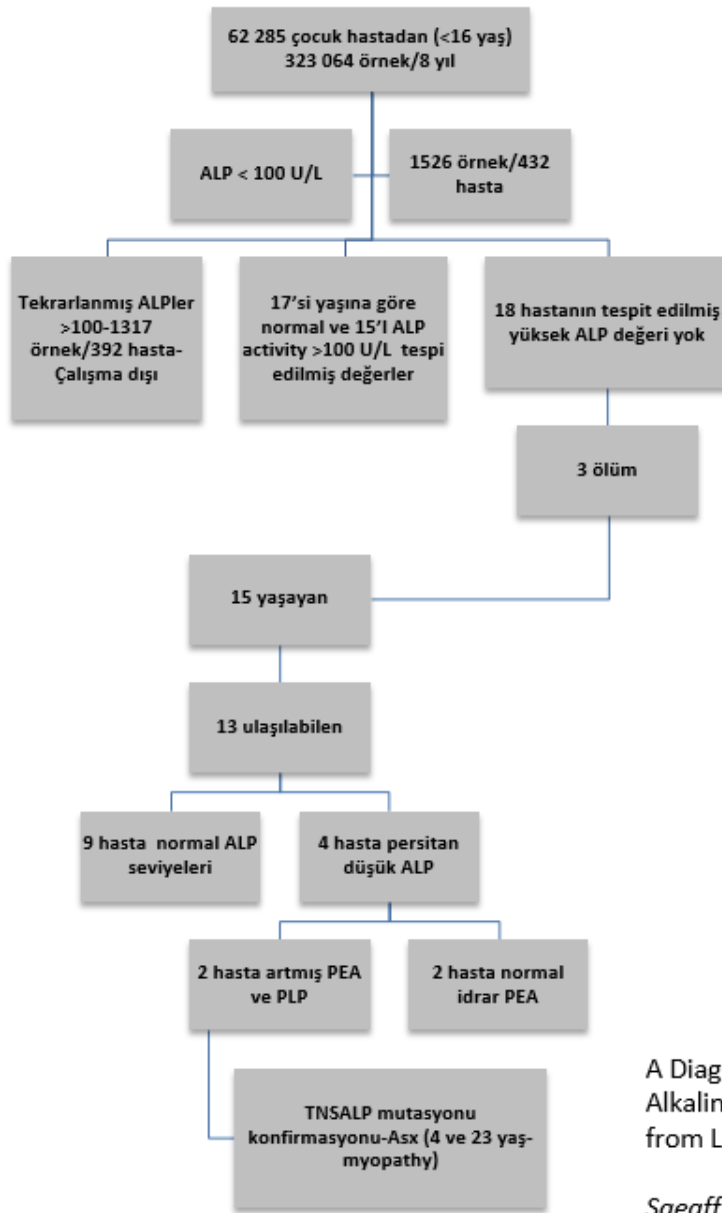 62 285 çocuk hastadan (<16 yaş)
323 064 örnek/8 yıl
ALP < 100 U/L
1526 örnek/432
hasta
Tekrarlanmış ALPler
>100-1317
örnek/392 hasta-
Çalışma dışı
17'si yaşına göre
normal ve 15'I ALP
activity >100 U/L tespi
edilmiş değerler
18 hastanın tespit edilmiş
yüksek ALP değeri yok
3 ölüm
15 yaşayan
13 ulaşılabilen
9 hasta normal ALP
seviyeleri
4 hasta persitan
düşük ALP
2 hasta artmış PEA
ve PLP
2 hasta normal
idrar PEA
TNSALP mutasyonu
konfirmasyonu-Asx (4 ve 23 yaş-
myopathy)
A Diag
Alkalin
from L